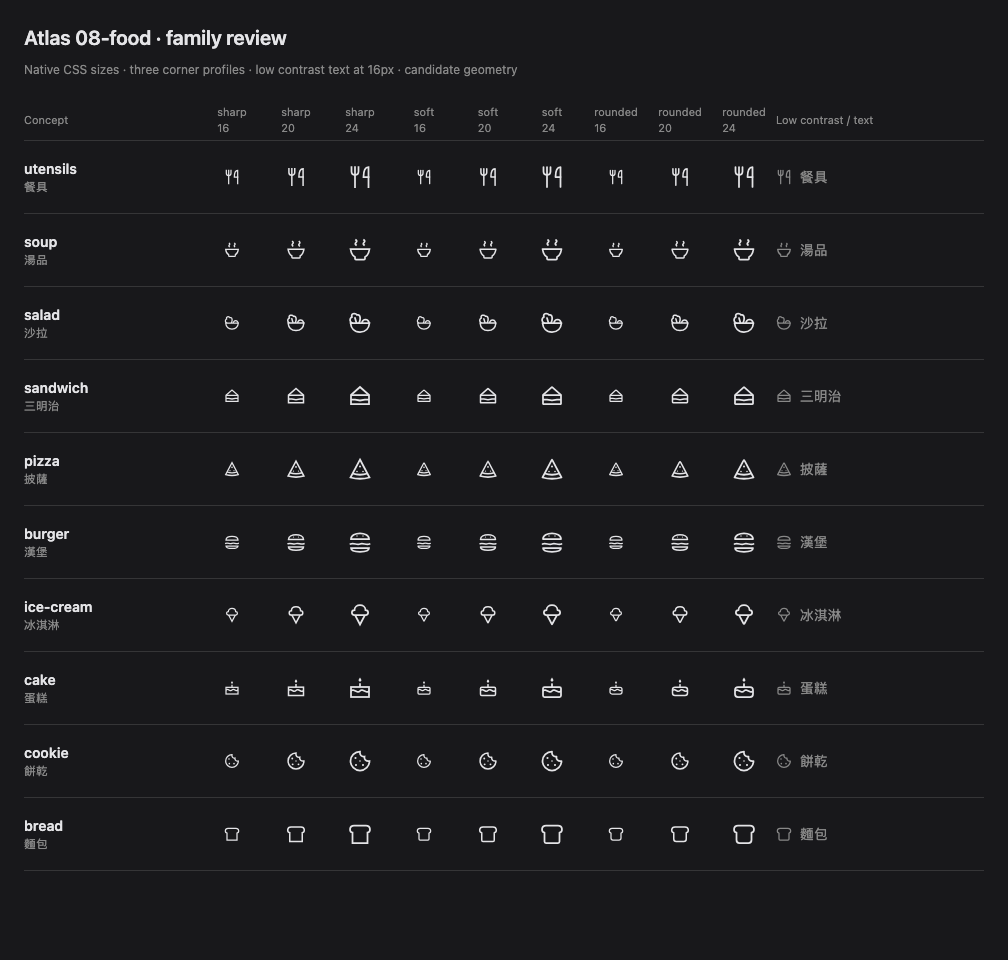 Atlas 08-food · family review
Native CSS sizes · three corner profiles · low contrast text at 16px · candidate geometry
Concept sharp 16 sharp 20 sharp 24 soft 16 soft 20 soft 24 rounded 16 rounded 20 rounded 24 Low contrast / text
utensils
餐具
餐具
soup
湯品
湯品
salad
沙拉
沙拉
sandwich
三明治
三明治
pizza
披薩
披薩
burger
漢堡
漢堡
ice-cream
冰淇淋
冰淇淋
cake
蛋糕
蛋糕
cookie
餅乾
餅乾
bread
麵包
麵包